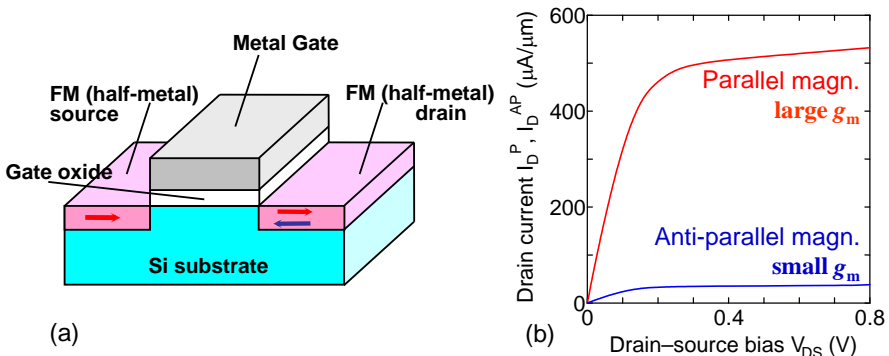 Metal Gate
FM (half-metal)
source
FM (half-metal)
drain
Gate oxide
Si substrate
(a)
Drain current I_D^P, I_D^AP (μA/μm)
600
400
200
0
Parallel magn.
large g_m
Anti-parallel magn.
small g_m
0 0.4 0.8
Drain–source bias V_DS (V)
(b)